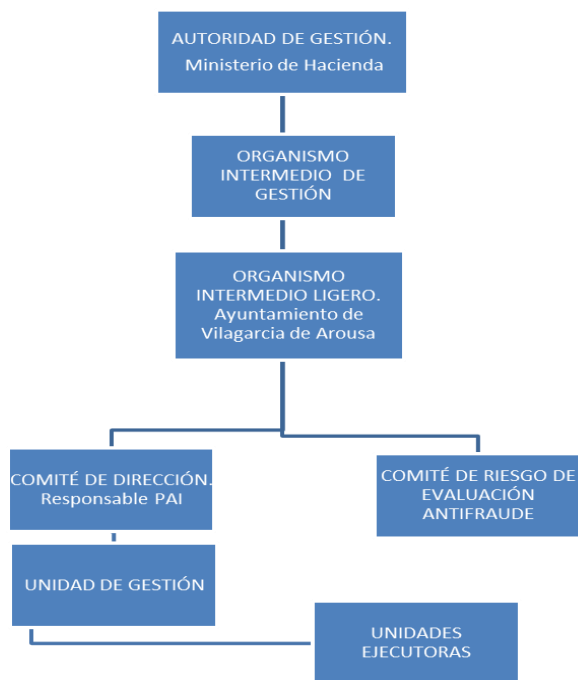 AUTORIDAD DE GESTIÓN.
Ministerio de Hacienda
ORGANISMO
INTERMEDIO DE
GESTIÓN
ORGANISMO
INTERMEDIO LIGERO.
Ayuntamiento de
Vilagarcia de Arousa
COMITÉ DE DIRECCIÓN.
Responsable PAI
COMITÉ DE RIESGO DE
EVALUACIÓN
ANTIFRAUDE
UNIDAD DE GESTIÓN
UNIDADES
EJECUTORAS